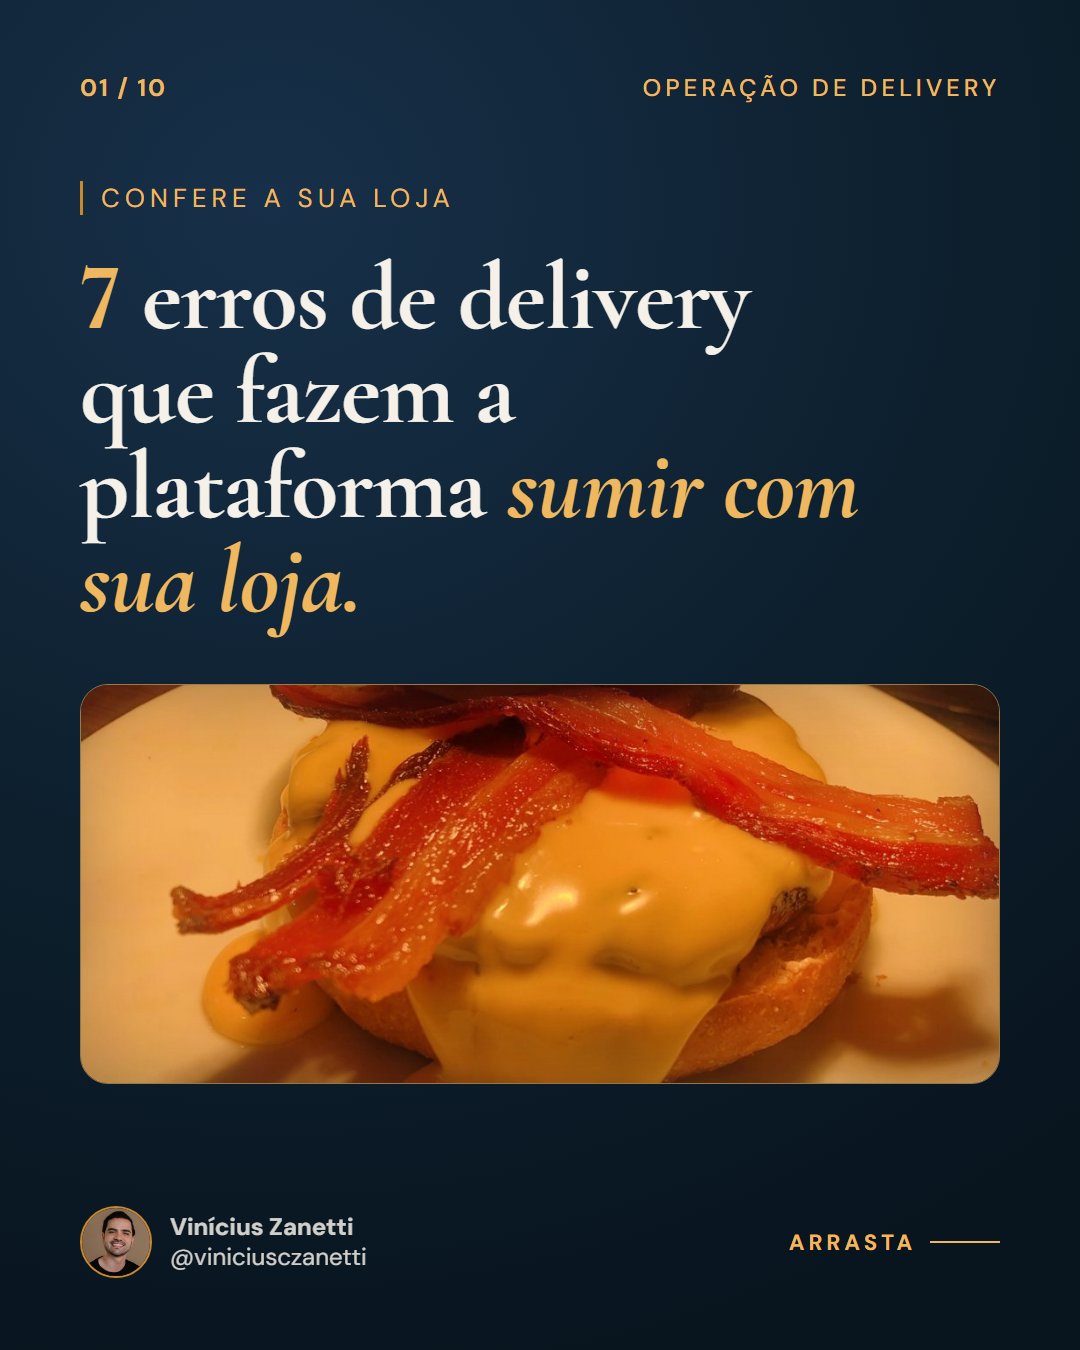 01 / 10
OPERAÇÃO DE DELIVERY
CONFERE A SUA LOJA
7 erros de delivery
que fazem a
plataforma sumir com
sua loja.
Vinícius Zanetti
@viniciusczanetti
ARRASTA